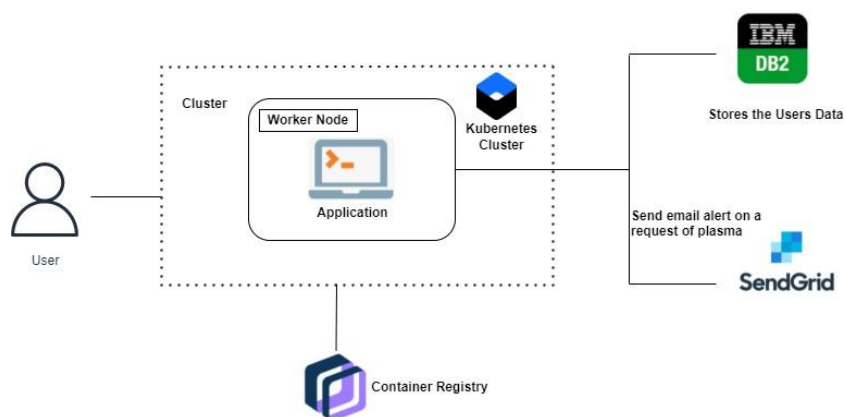 IBM
DB2
Stores the Users Data
Cluster
Worker Node
Kubernetes
Cluster
Application
User
Send email alert on a
request of plasma
SendGrid
Container Registry